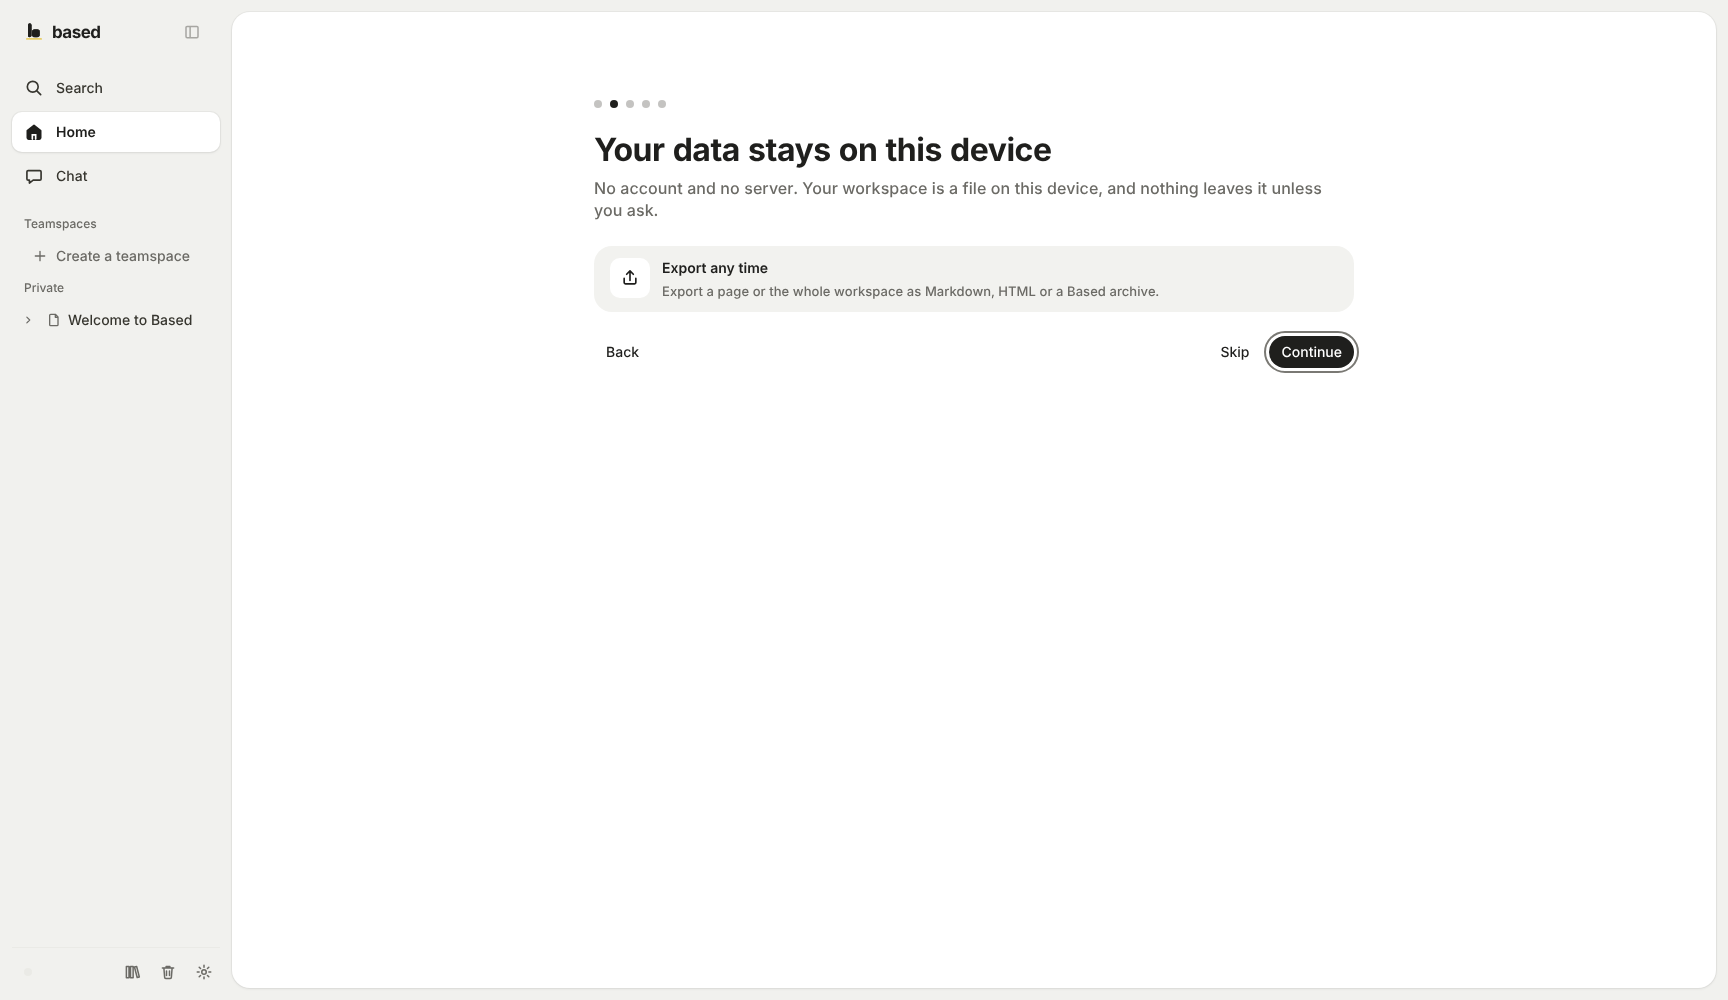 based
Search
Home
Chat
Teamspaces
Create a teamspace
Private
Welcome to Based
Your data stays on this device
No account and no server. Your workspace is a file on this device, and nothing leaves it unless
you ask.
Export any time
Export a page or the whole workspace as Markdown, HTML or a Based archive.
Back
Skip
Continue